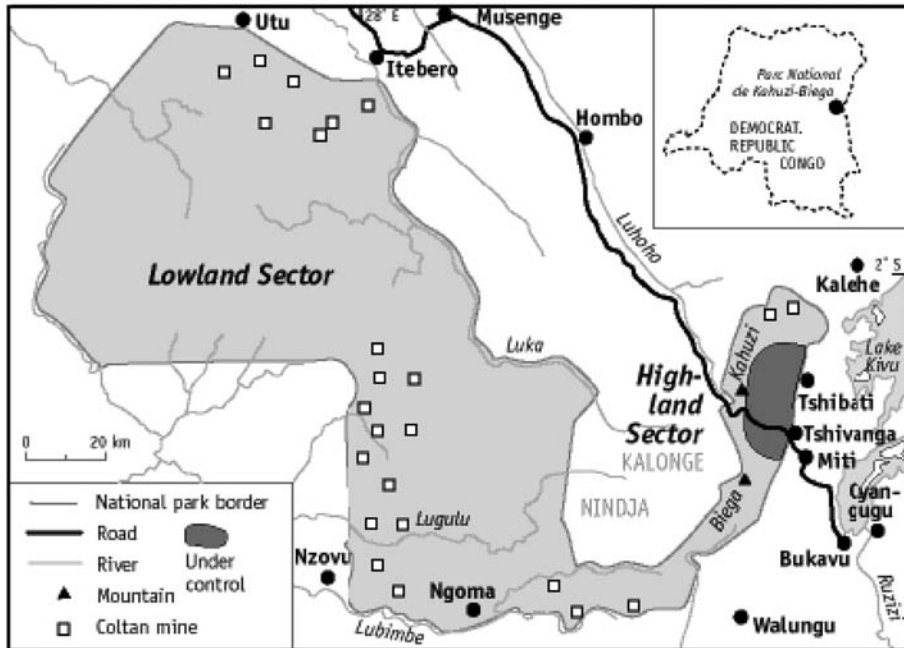 Utu
28° E
Musenge
Itebero
Hombo
Parc National
de Kahuzi-Biega
DEMOCRAT.
REPUBLIC
CONGO
Luhoho
Lowland Sector
2° S
Kalehe
Luka
Kahuzi
Lake
Kivu
High-
land
Sector
Tshibati
Tshivanga
KALONGE
Miti
0 20 km
NINDJA
Biega
Cyan-
gugu
National park border
Road
River
Under
control
Mountain
Coltan mine
Lugulu
Nzovu
Ngoma
Bukavu
Ruzizi
Lubimbe
Walungu